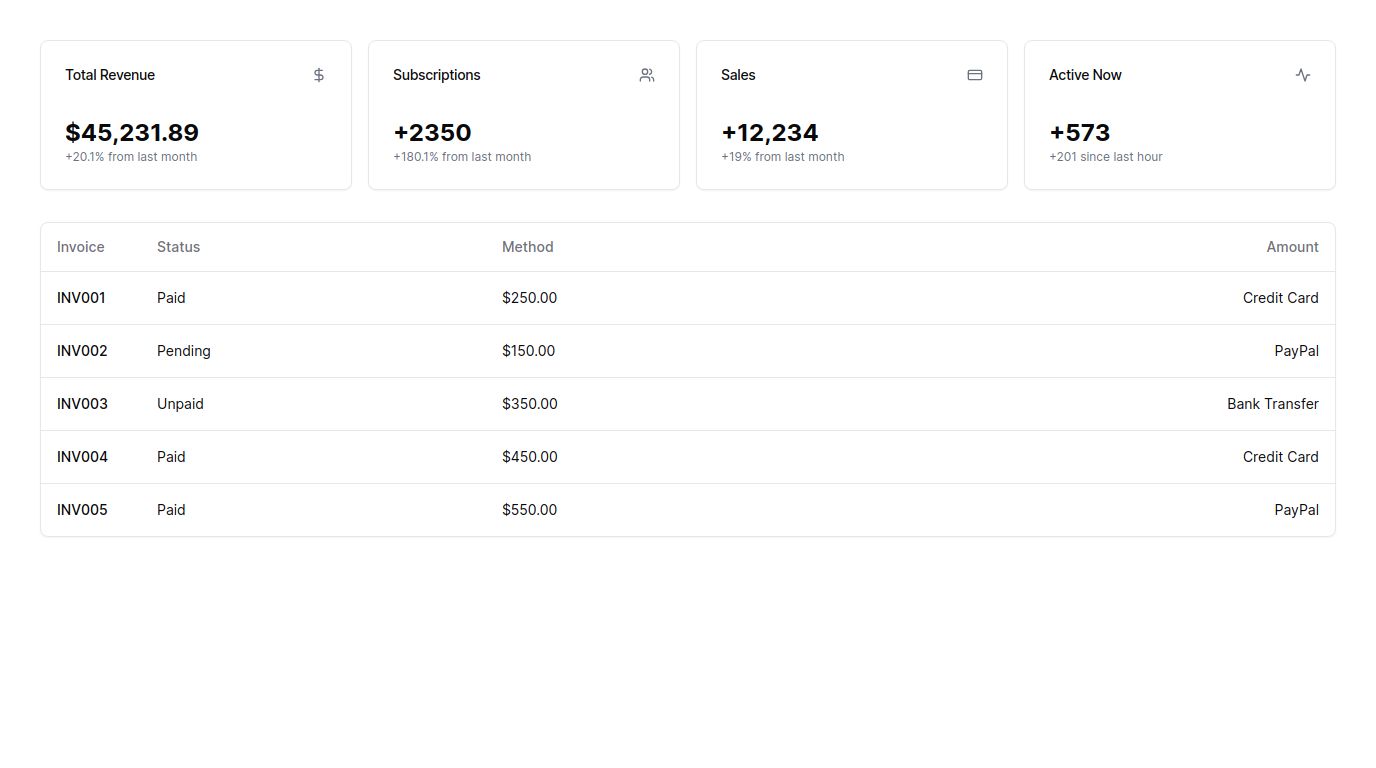 Total Revenue
$45,231.89
+20.1% from last month
Subscriptions
+2350
+180.1% from last month
Sales
+12,234
+19% from last month
Active Now
+573
+201 since last hour
Invoice Status Method Amount
INV001 Paid $250.00 Credit Card
INV002 Pending $150.00 PayPal
INV003 Unpaid $350.00 Bank Transfer
INV004 Paid $450.00 Credit Card
INV005 Paid $550.00 PayPal